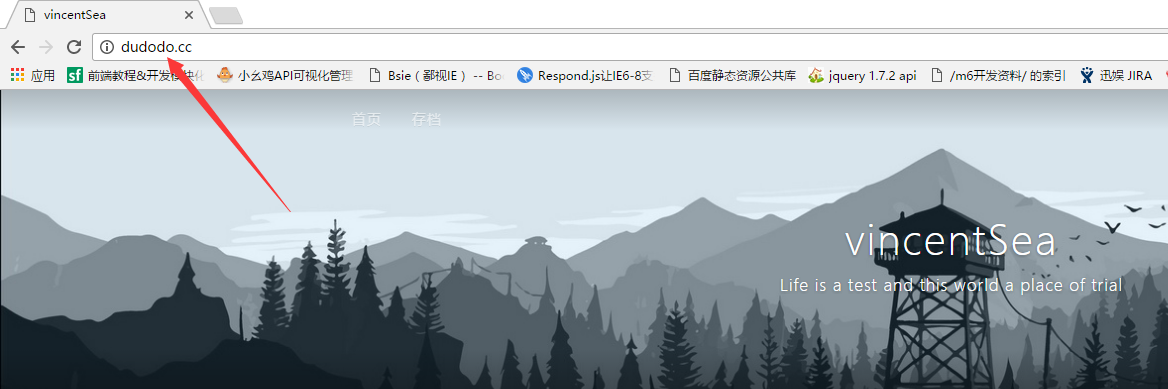 vincentSea
dudodo.cc
应用 前端教程&开发模块化 小幺鸡API可视化管理 Bsie（鄙视IE） -- Bo Respond.js让IE6-8支 百度静态资源公共库 jquery 1.7.2 api /m6开发资料/ 的索引 迅娱 JIRA
首页 存档
vincentSea
Life is a test and this world a place of trial